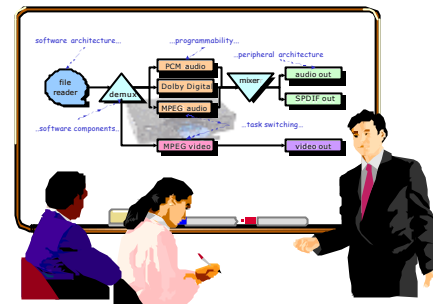 software architecture...
...programmability...
..peripheral architecture
file
reader
demux
PCM audio
Dolby Digital
MPEG audio
mixer
audio out
SPDIF out
..software components..
...task switching...
MPEG video
video out